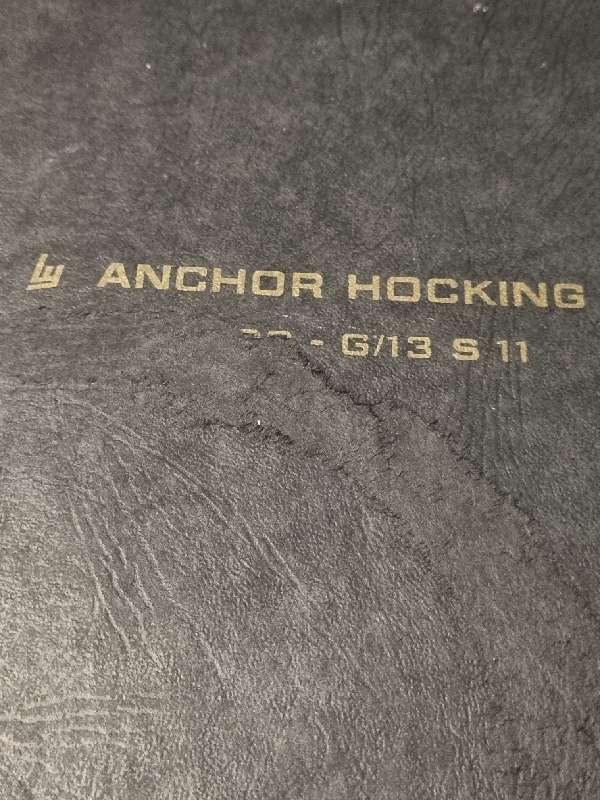 ANCHOR HOCKING
- G/13 S 11